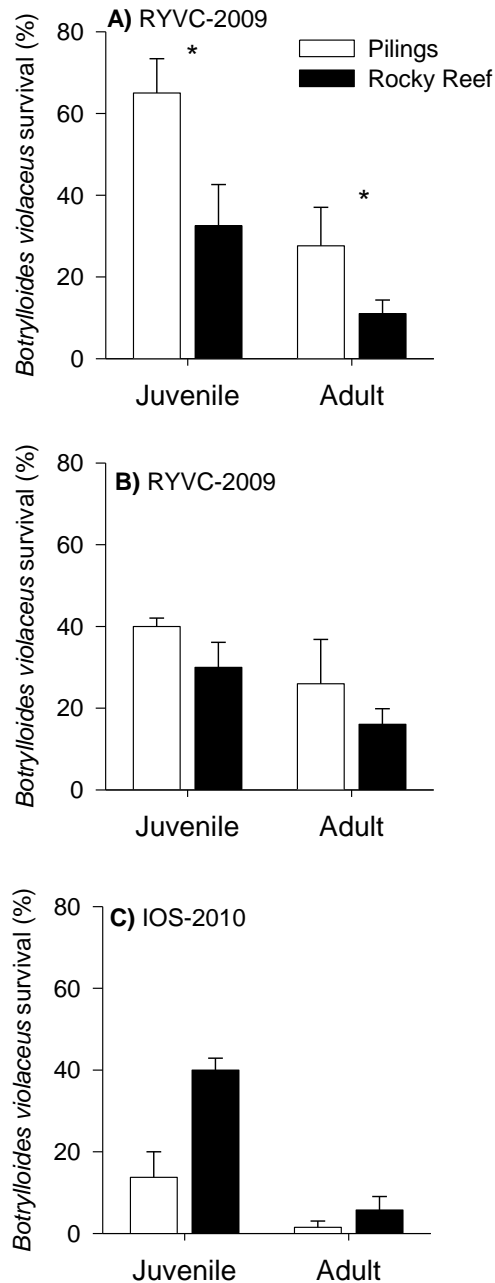 A) RYVC-2009
Pilings
Rocky Reef
*
*
Botrylloides violaceus survival (%)
80
60
40
20
0
Juvenile Adult
B) RYVC-2009
Botrylloides violaceus survival (%)
80
60
40
20
0
Juvenile Adult
C) IOS-2010
Botrylloides violaceus survival (%)
80
60
40
20
0
Juvenile Adult